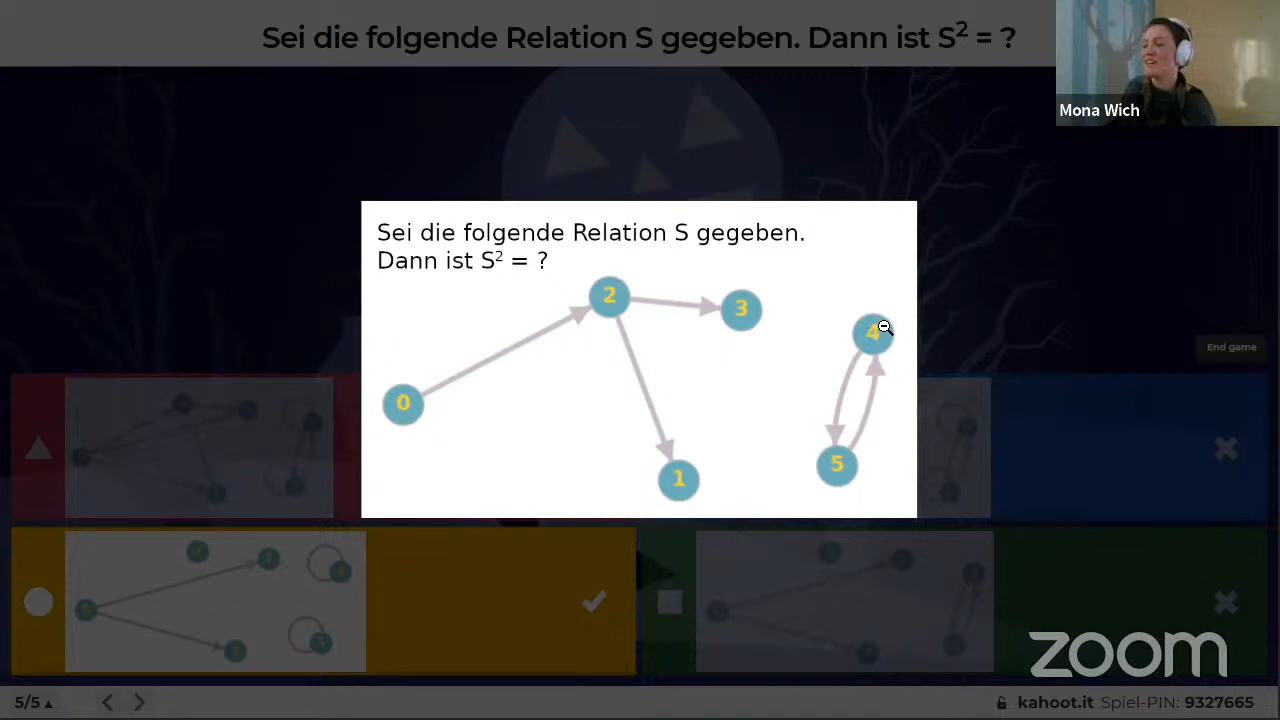 Sei die folgende Relation S gegeben. Dann ist S² = ?
Mona Wich
Sei die folgende Relation S gegeben.
Dann ist S² = ?
2
3
4
0
1
5
End game
5/5
kahoot.it Spiel-PIN: 9327665
zoom